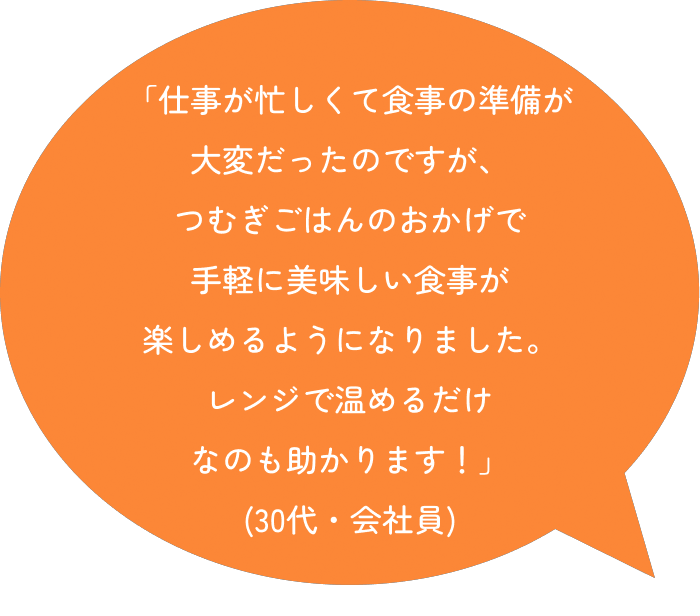 「仕事が忙しくて食事の準備が
大変だったのですが、
つむぎごはんのおかげで
手軽に美味しい食事が
楽しめるようになりました。
レンジで温めるだけ
なのも助かります！」
(30代・会社員)